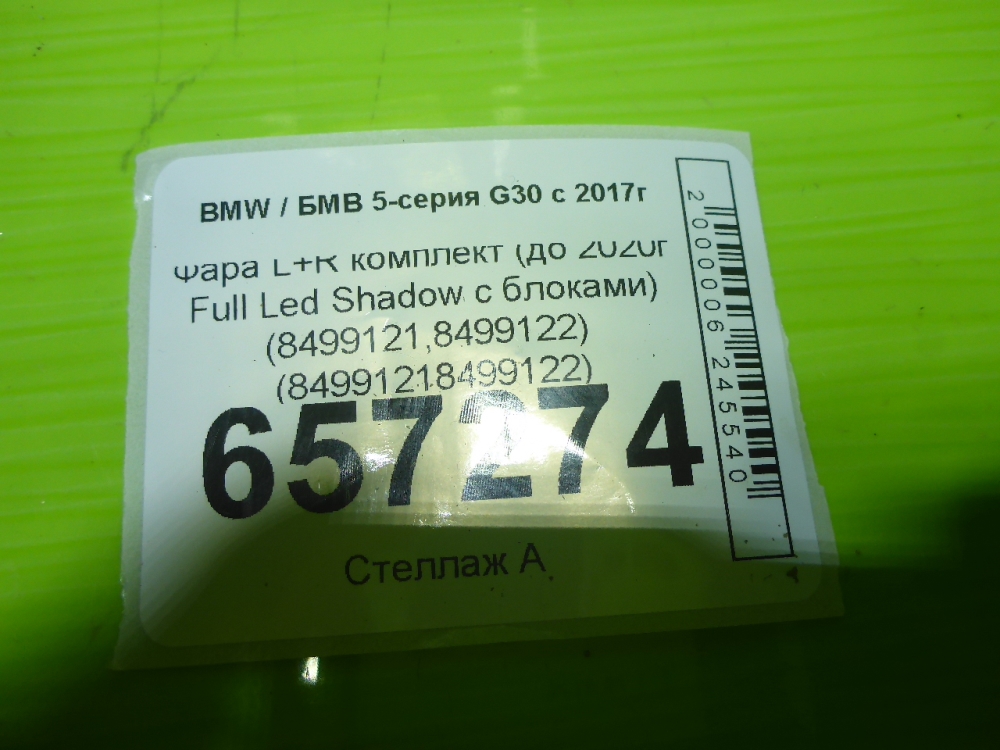 BMW / БМВ 5-серия G30 с 2017г
Фара L+R комплект (до 2020г
Full Led Shadow с блоками)
(8499121,8499122)
(84991218499122)
657274
Стеллаж А
2000006245540